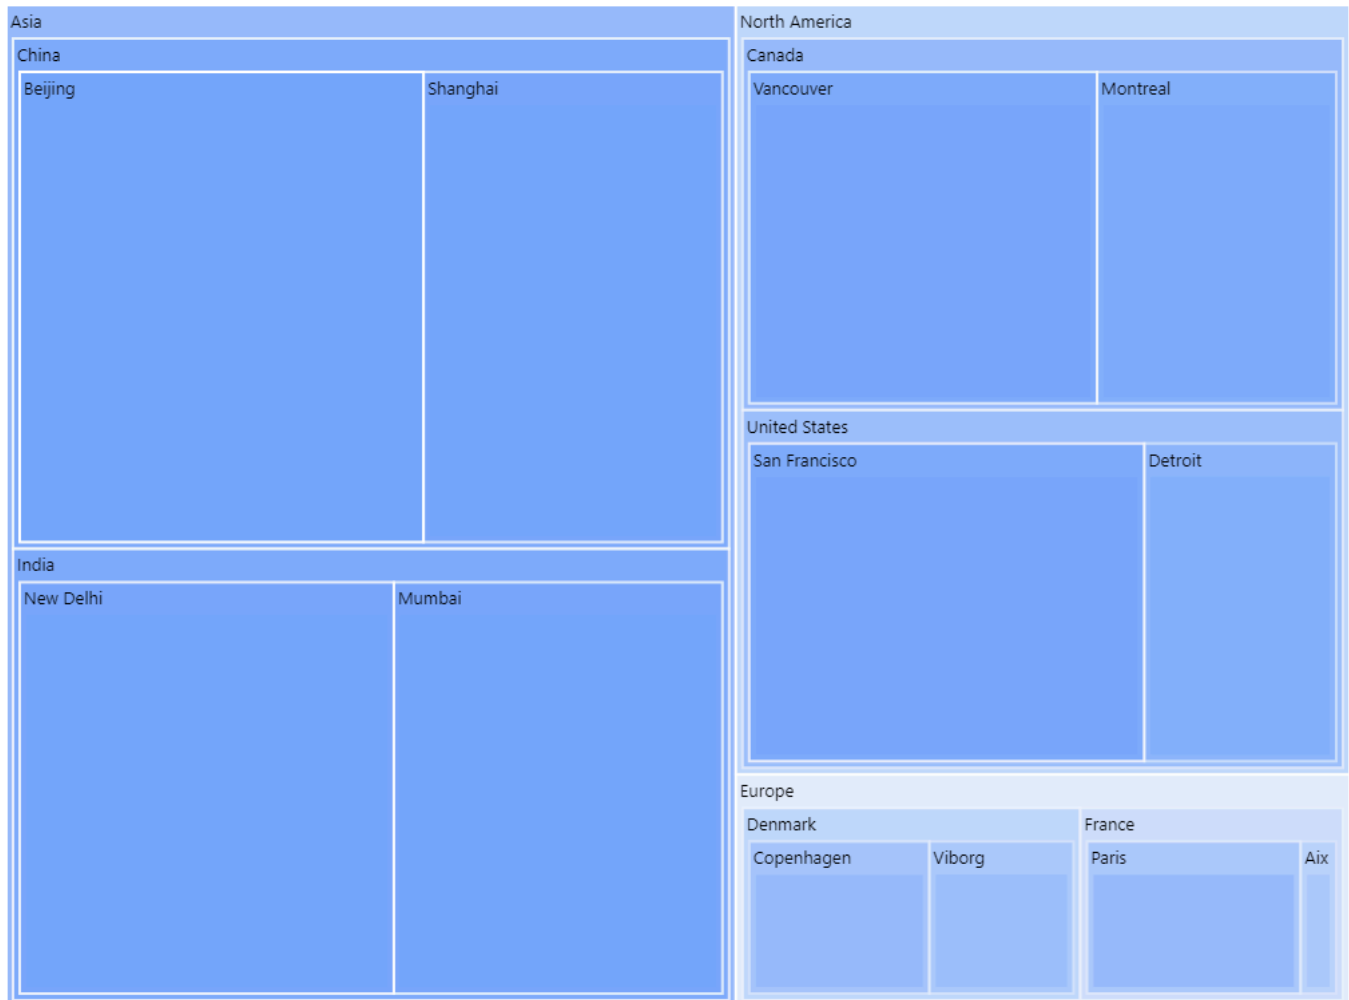 Asia
China
Beijing
Shanghai
India
New Delhi
Mumbai
North America
Canada
Vancouver
Montreal
United States
San Francisco
Detroit
Europe
Denmark
Copenhagen
Viborg
France
Paris
Aix